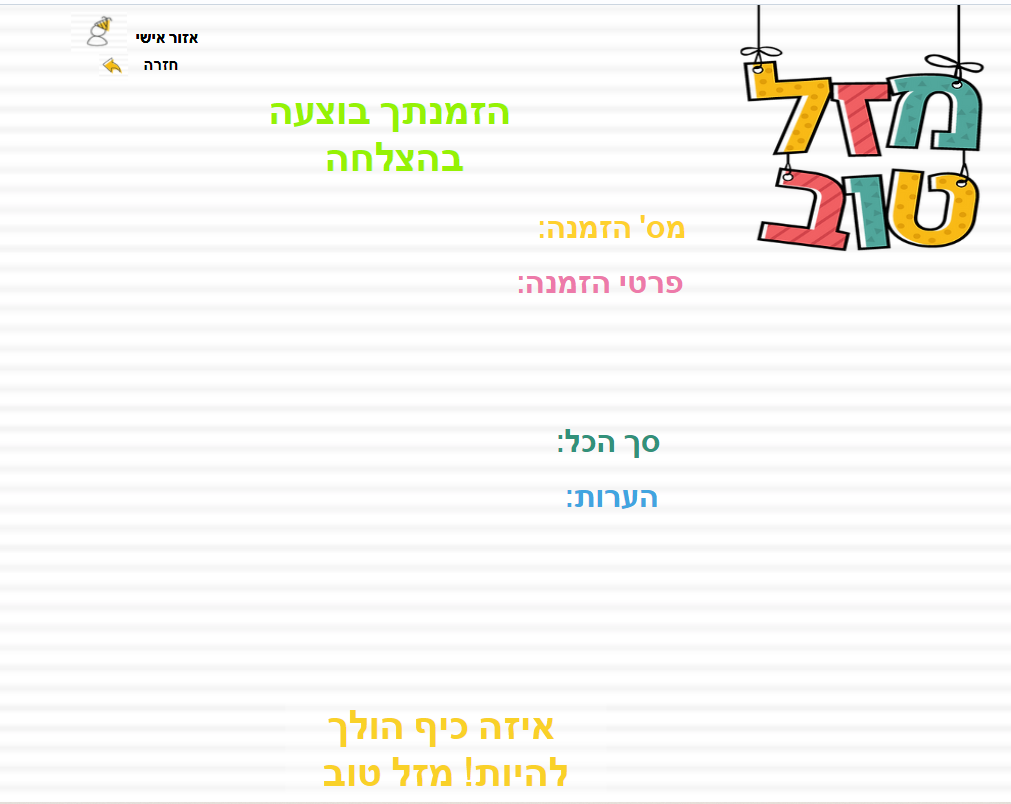 מזל
טוב
אזור אישי
חזרה
הזמנתך בוצעה
בהצלחה
מס' הזמנה:
פרטי הזמנה:
סך הכל:
הערות:
איזה כיף הולך
להיות! מזל טוב